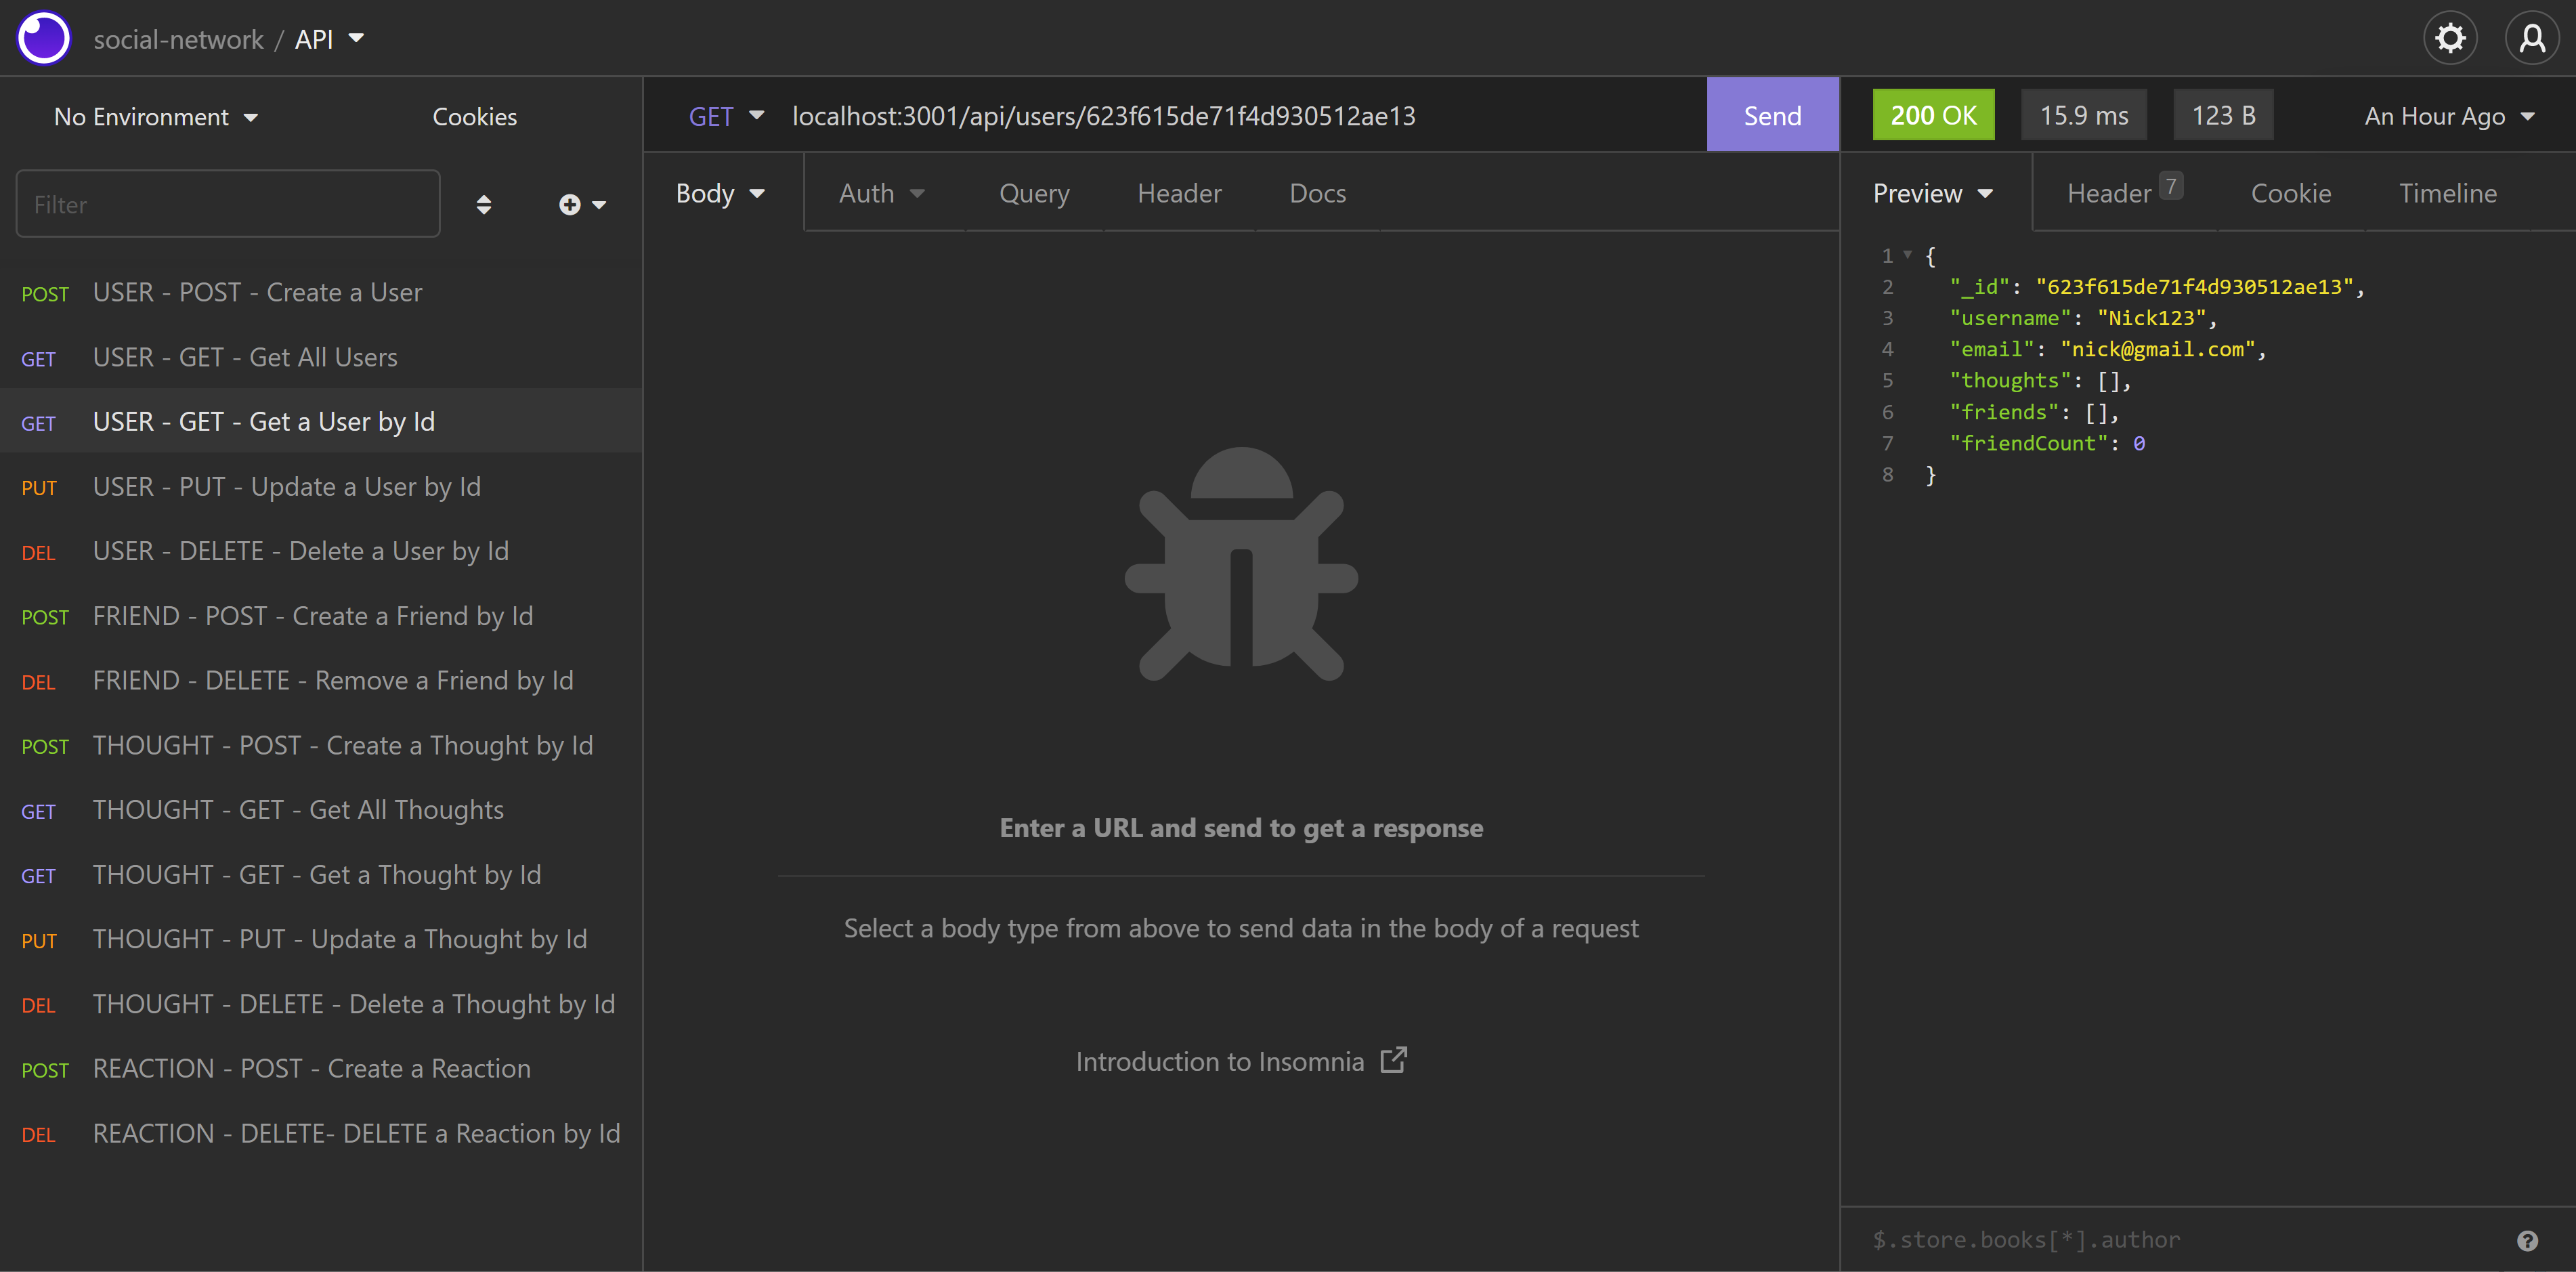 social-network / API
No Environment Cookies
Filter
POST USER - POST - Create a User
GET USER - GET - Get All Users
GET USER - GET - Get a User by Id
PUT USER - PUT - Update a User by Id
DEL USER - DELETE - Delete a User by Id
POST FRIEND - POST - Create a Friend by Id
DEL FRIEND - DELETE - Remove a Friend by Id
POST THOUGHT - POST - Create a Thought by Id
GET THOUGHT - GET - Get All Thoughts
GET THOUGHT - GET - Get a Thought by Id
PUT THOUGHT - PUT - Update a Thought by Id
DEL THOUGHT - DELETE - Delete a Thought by Id
POST REACTION - POST - Create a Reaction
DEL REACTION - DELETE- DELETE a Reaction by Id
GET localhost:3001/api/users/623f615de71f4d930512ae13 Send
Body Auth Query Header Docs
Enter a URL and send to get a response
Select a body type from above to send data in the body of a request
Introduction to Insomnia
200 OK 15.9 ms 123 B An Hour Ago
Preview Header 7 Cookie Timeline
1 {
2 "_id": "623f615de71f4d930512ae13",
3 "username": "Nick123",
4 "email": "nick@gmail.com",
5 "thoughts": [],
6 "friends": [],
7 "friendCount": 0
8 }
$.store.books[*].author